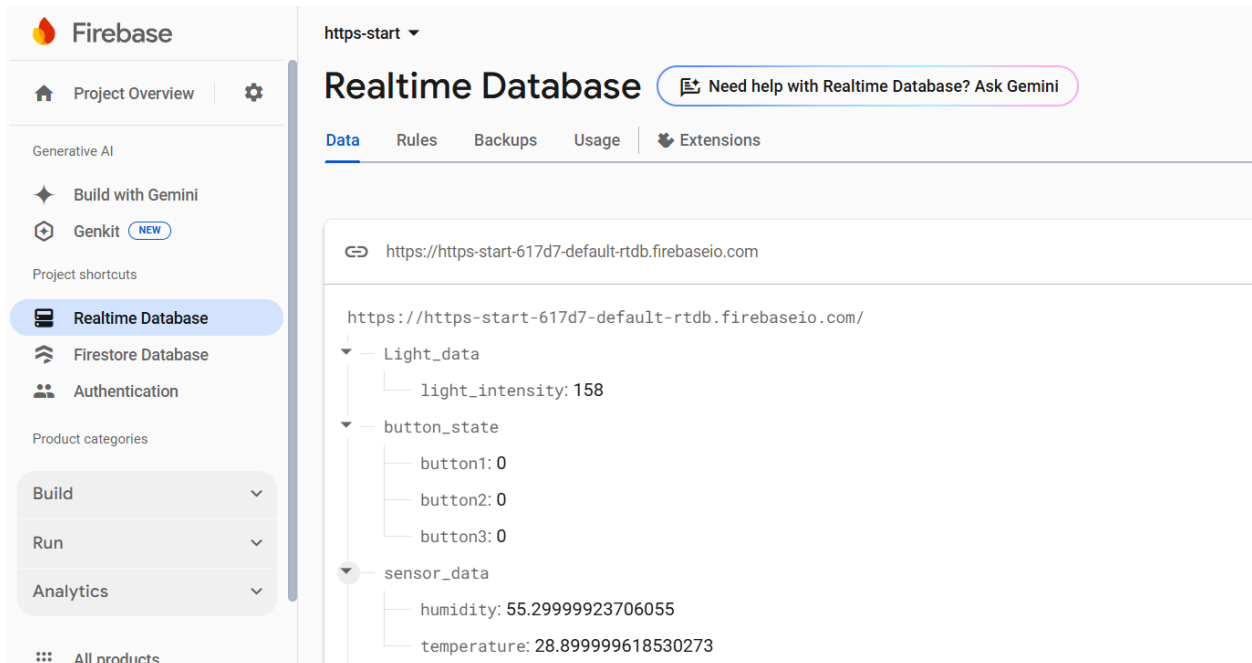 Firebase
Project Overview
Generative AI
Build with Gemini
Genkit NEW
Project shortcuts
Realtime Database
Firestore Database
Authentication
Product categories
Build
Run
Analytics
All products
https-start
Realtime Database
Need help with Realtime Database? Ask Gemini
Data Rules Backups Usage Extensions
https://https-start-617d7-default-rtdb.firebaseio.com
https://https-start-617d7-default-rtdb.firebaseio.com/
Light_data
light_intensity: 158
button_state
button1: 0
button2: 0
button3: 0
sensor_data
humidity: 55.29999923706055
temperature: 28.899999618530273